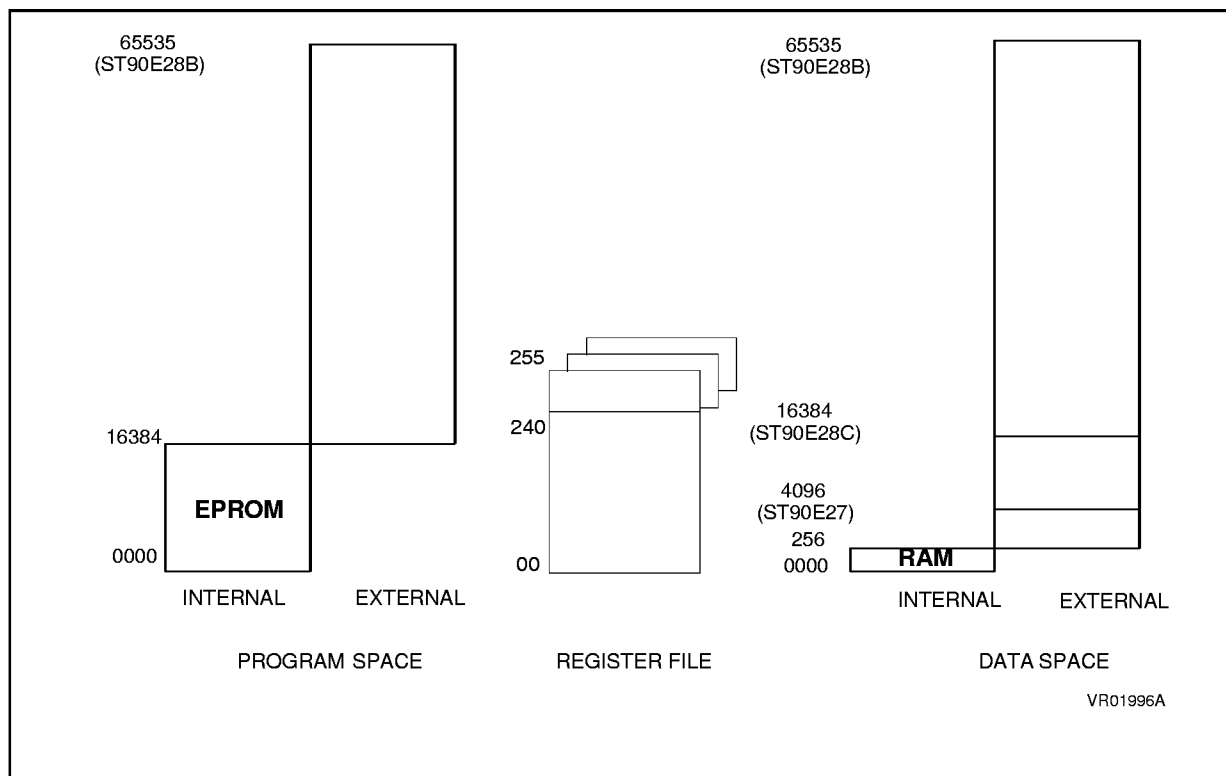 65535
(ST90E28B)
16384
EPROM
0000
INTERNAL EXTERNAL
PROGRAM SPACE
255
240
00
REGISTER FILE
65535
(ST90E28B)
16384
(ST90E28C)
4096
(ST90E27)
256
0000
RAM
INTERNAL EXTERNAL
DATA SPACE
VR01996A